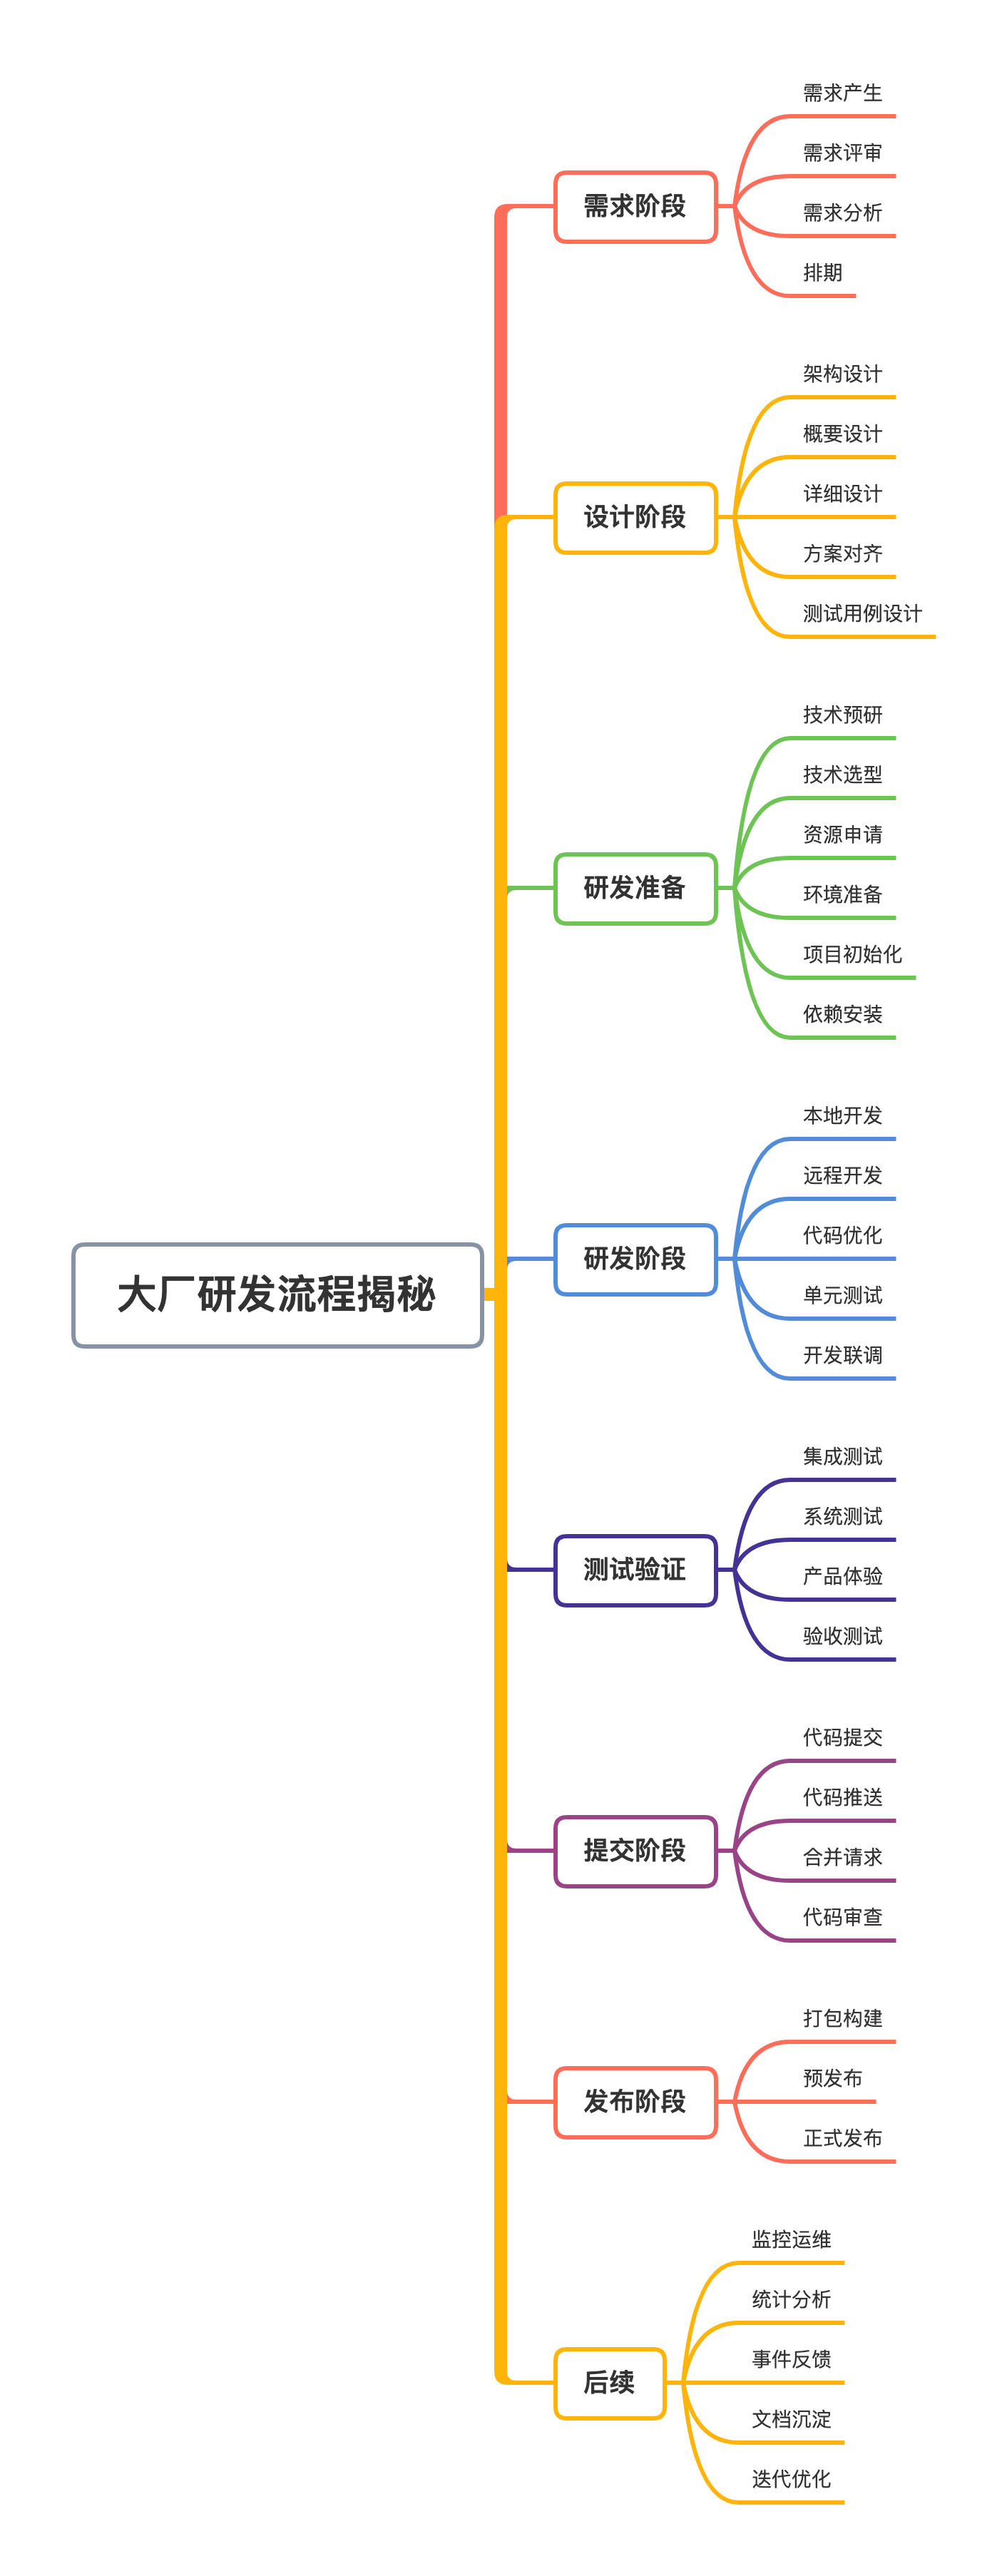 大厂研发流程揭秘
需求阶段
需求产生
需求评审
需求分析
排期
设计阶段
架构设计
概要设计
详细设计
方案对齐
测试用例设计
研发准备
技术预研
技术选型
资源申请
环境准备
项目初始化
依赖安装
研发阶段
本地开发
远程开发
代码优化
单元测试
开发联调
测试验证
集成测试
系统测试
产品体验
验收测试
提交阶段
代码提交
代码推送
合并请求
代码审查
发布阶段
打包构建
预发布
正式发布
后续
监控运维
统计分析
事件反馈
文档沉淀
迭代优化